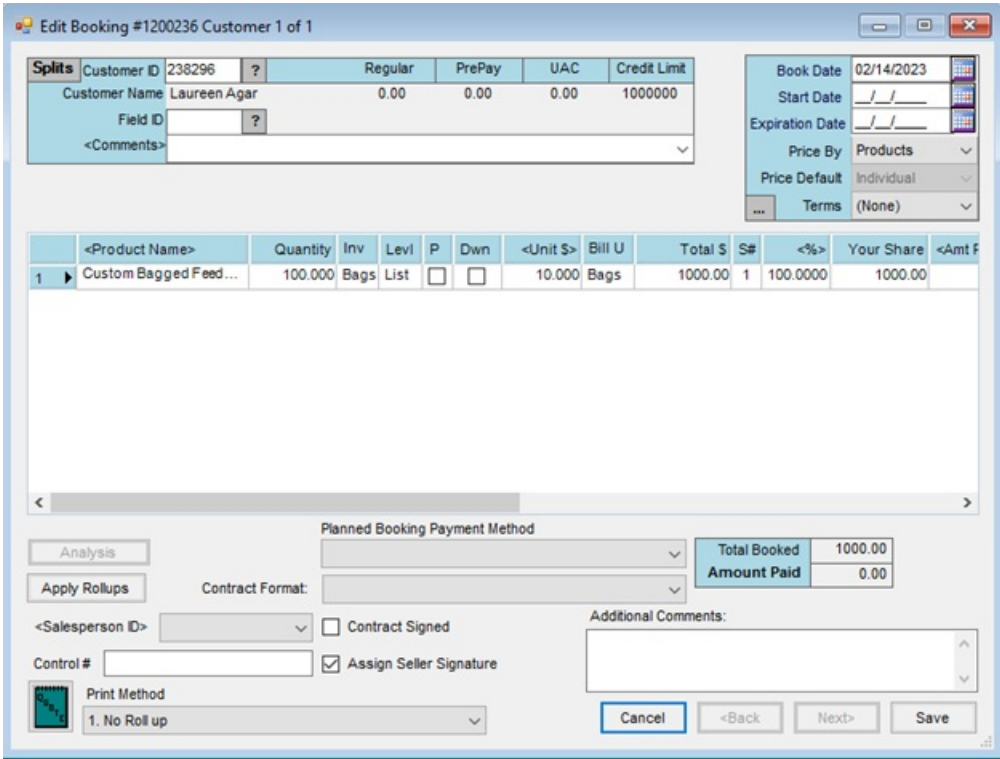 Edit Booking #1200236 Customer 1 of 1
Splits Customer ID 238296 ? Regular PrePay UAC Credit Limit
Customer Name Laureen Agar 0.00 0.00 0.00 1000000
Field ID ?
<Comments>
Book Date 02/14/2023
Start Date __/__/____
Expiration Date __/__/____
Price By Products
Price Default Individual
... Terms (None)
<Product Name> Quantity Inv Levl P Dwn <Unit $> Bill U Total $ S# <%> Your Share <Amt P
1 Custom Bagged Feed... 100.000 Bags List 10.000 Bags 1000.00 1 100.0000 1000.00
Planned Booking Payment Method
Analysis
Total Booked 1000.00
Amount Paid 0.00
Apply Rollups Contract Format:
<Salesperson ID> Contract Signed
Additional Comments:
Control # Assign Seller Signature
QUOTE
Print Method
1. No Roll up
Cancel <Back Next> Save